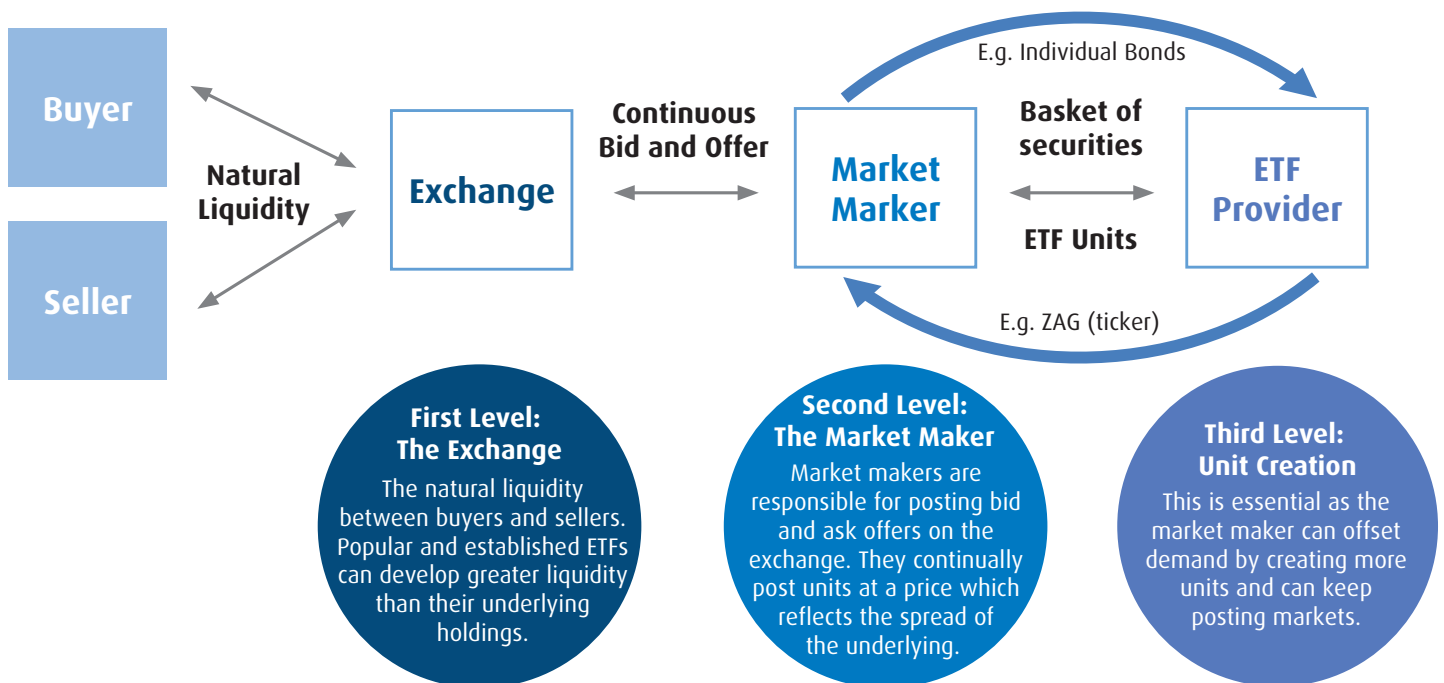 E.g. Individual Bonds
Buyer
Seller
Natural
Liquidity
Exchange
Continuous
Bid and Offer
Market
Marker
Basket of
securities
ETF Units
ETF
Provider
E.g. ZAG (ticker)
First Level:
The Exchange
The natural liquidity
between buyers and sellers.
Popular and established ETFs
can develop greater liquidity
than their underlying
holdings.
Second Level:
The Market Maker
Market makers are
responsible for posting bid
and ask offers on the
exchange. They continually
post units at a price which
reflects the spread of
the underlying.
Third Level:
Unit Creation
This is essential as the
market maker can offset
demand by creating more
units and can keep
posting markets.